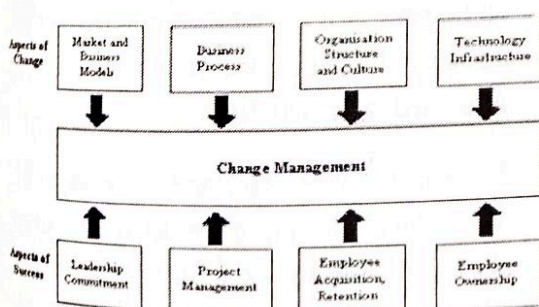 Aspects of
Change
Market and
Business
Models
Business
Process
Organisation
Structure
and Culture
Technology
Infrastructure
Change Management
Aspects of
Success
Leadership
Commitment
Project
Management
Employee
Acquisition,
Retention
Employee
Ownership